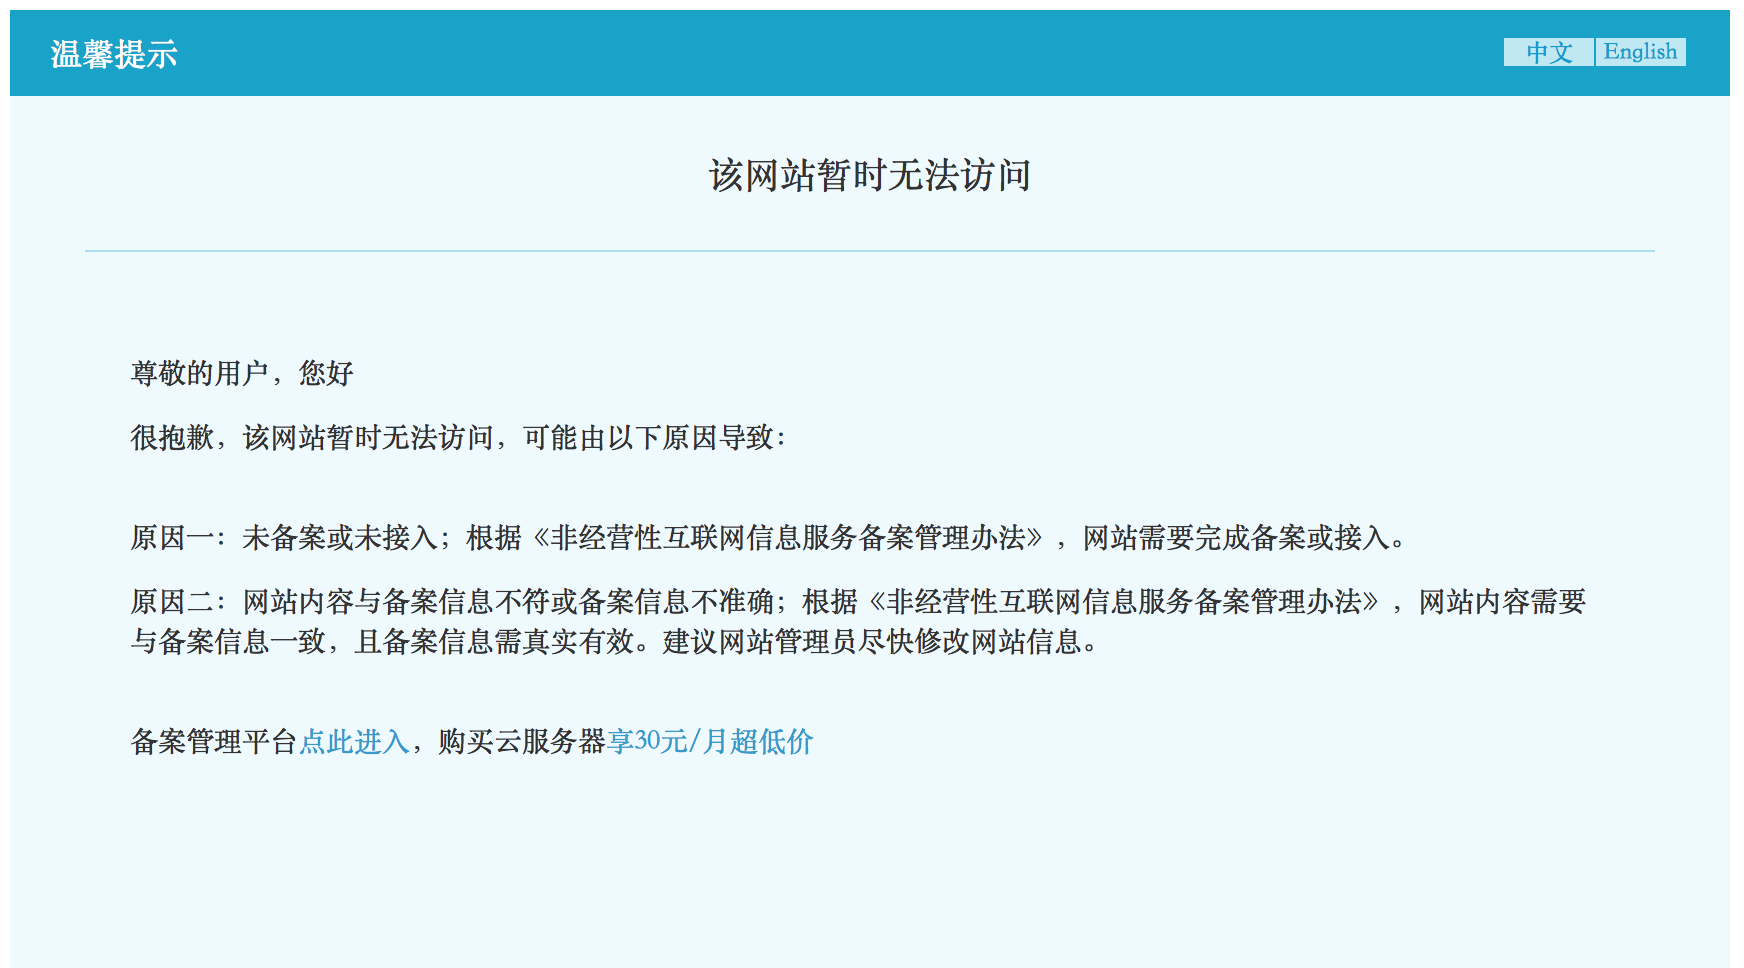 温馨提示
中文 English
该网站暂时无法访问
尊敬的用户，您好
很抱歉，该网站暂时无法访问，可能由以下原因导致：
原因一：未备案或未接入；根据《非经营性互联网信息服务备案管理办法》，网站需要完成备案或接入。
原因二：网站内容与备案信息不符或备案信息不准确；根据《非经营性互联网信息服务备案管理办法》，网站内容需要
与备案信息一致，且备案信息需真实有效。建议网站管理员尽快修改网站信息。
备案管理平台点此进入，购买云服务器享30元/月超低价